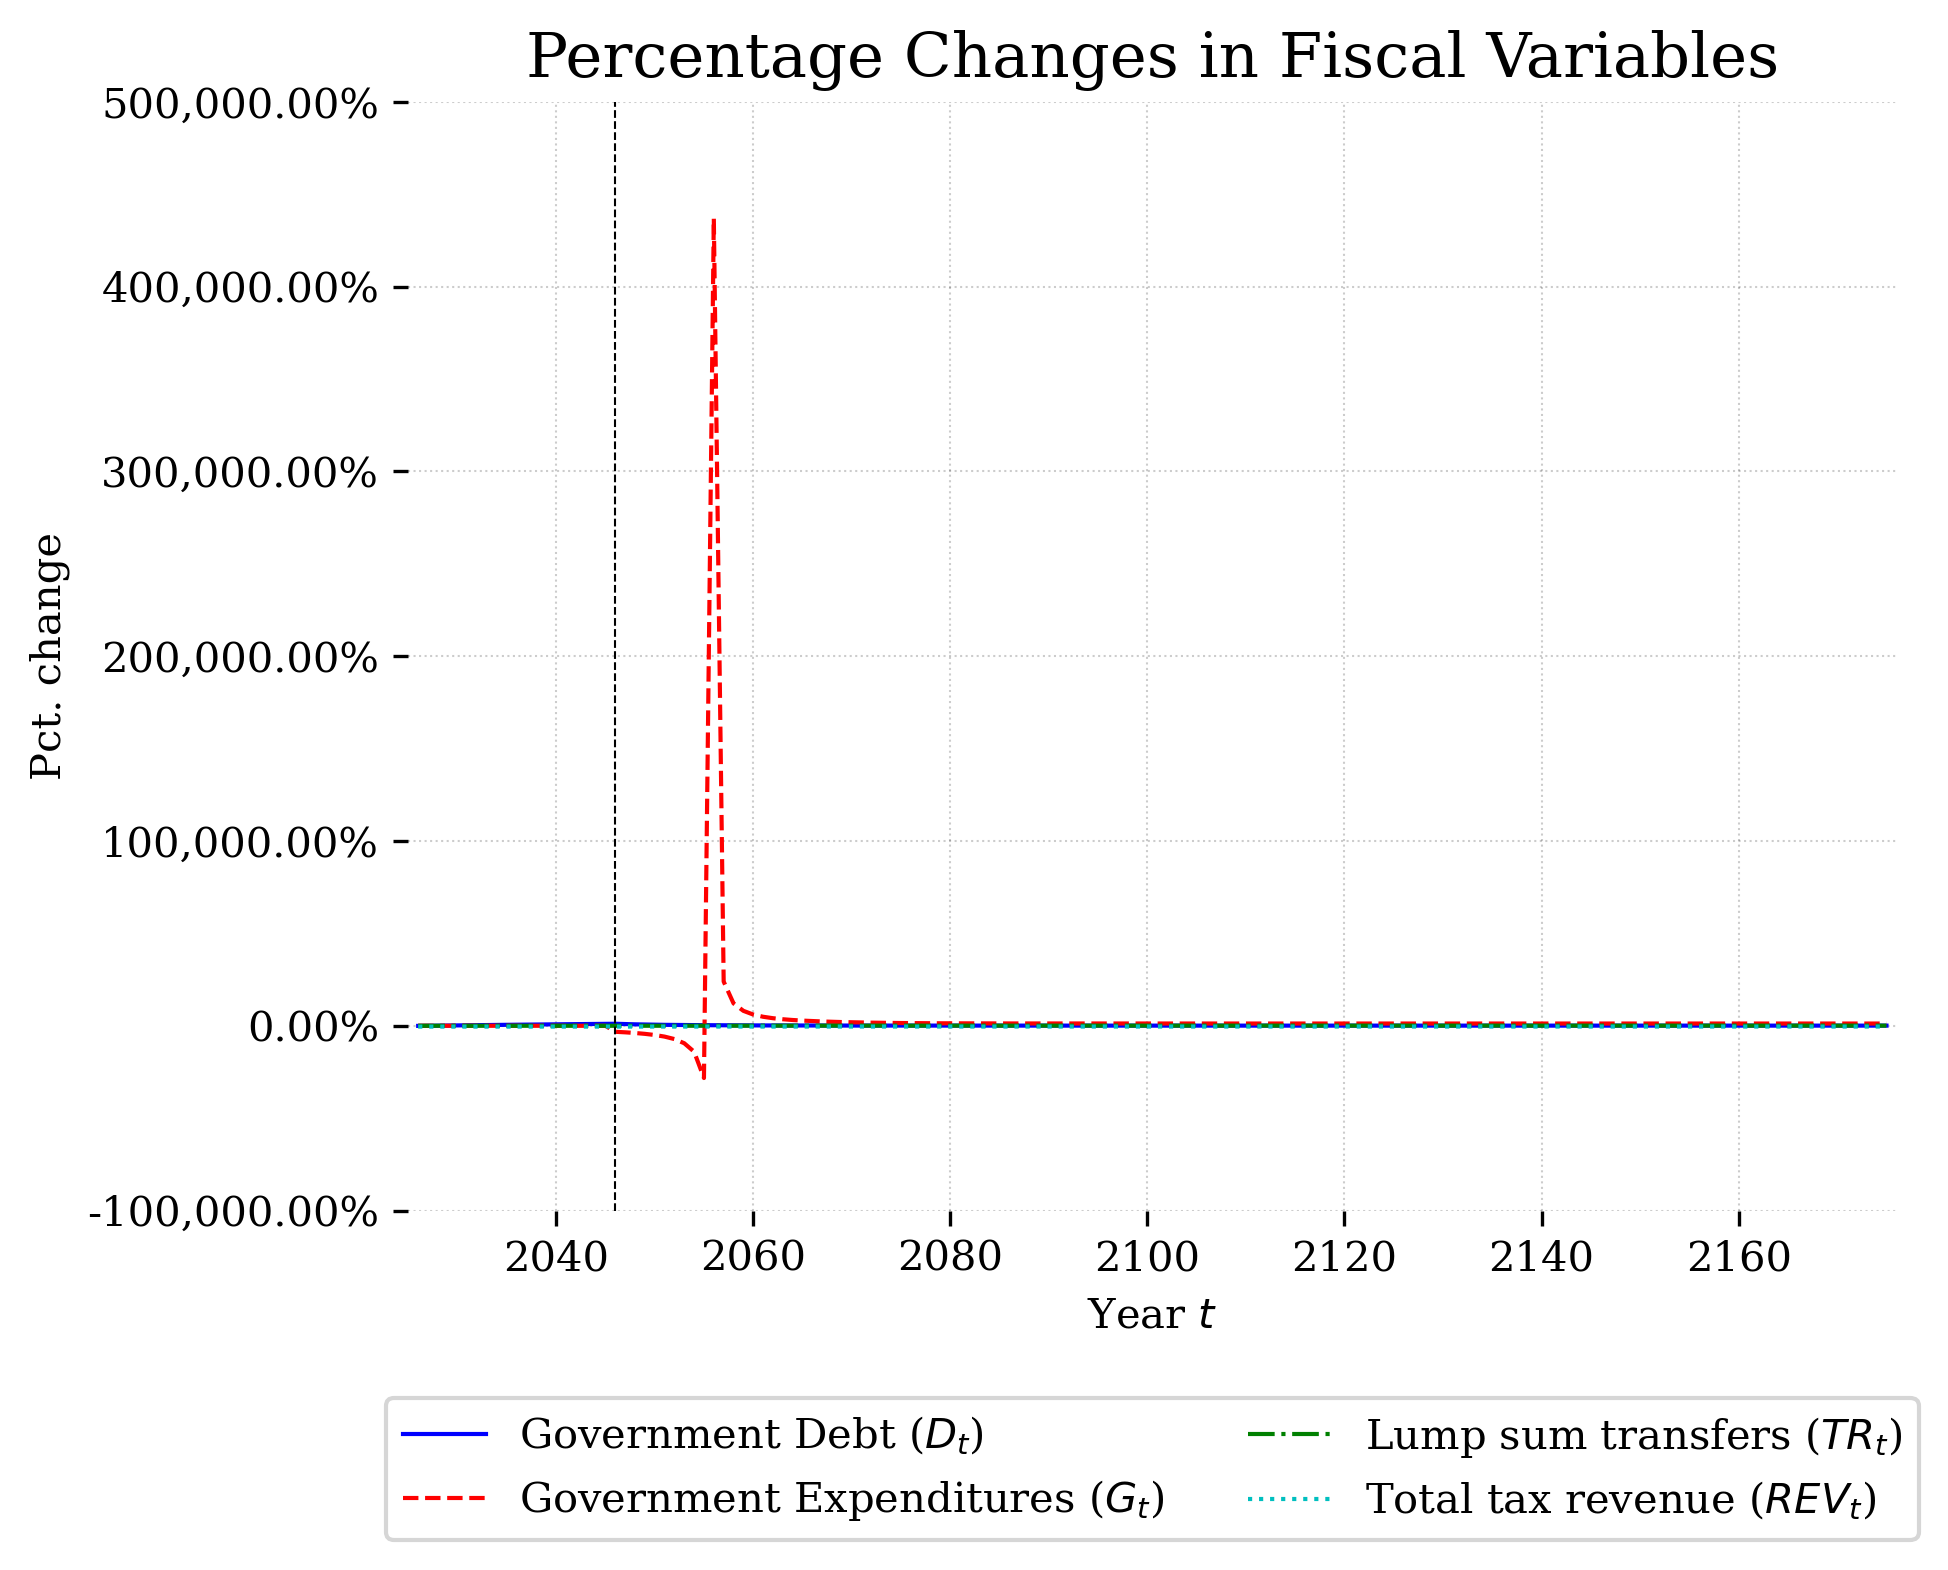 Percentage Changes in Fiscal Variables
500,000.00%
400,000.00%
300,000.00%
200,000.00%
100,000.00%
0.00%
-100,000.00%
Pct. change
2040 2060 2080 2100 2120 2140 2160
Year t
Government Debt (D_t)
Government Expenditures (G_t)
Lump sum transfers (TR_t)
Total tax revenue (REV_t)